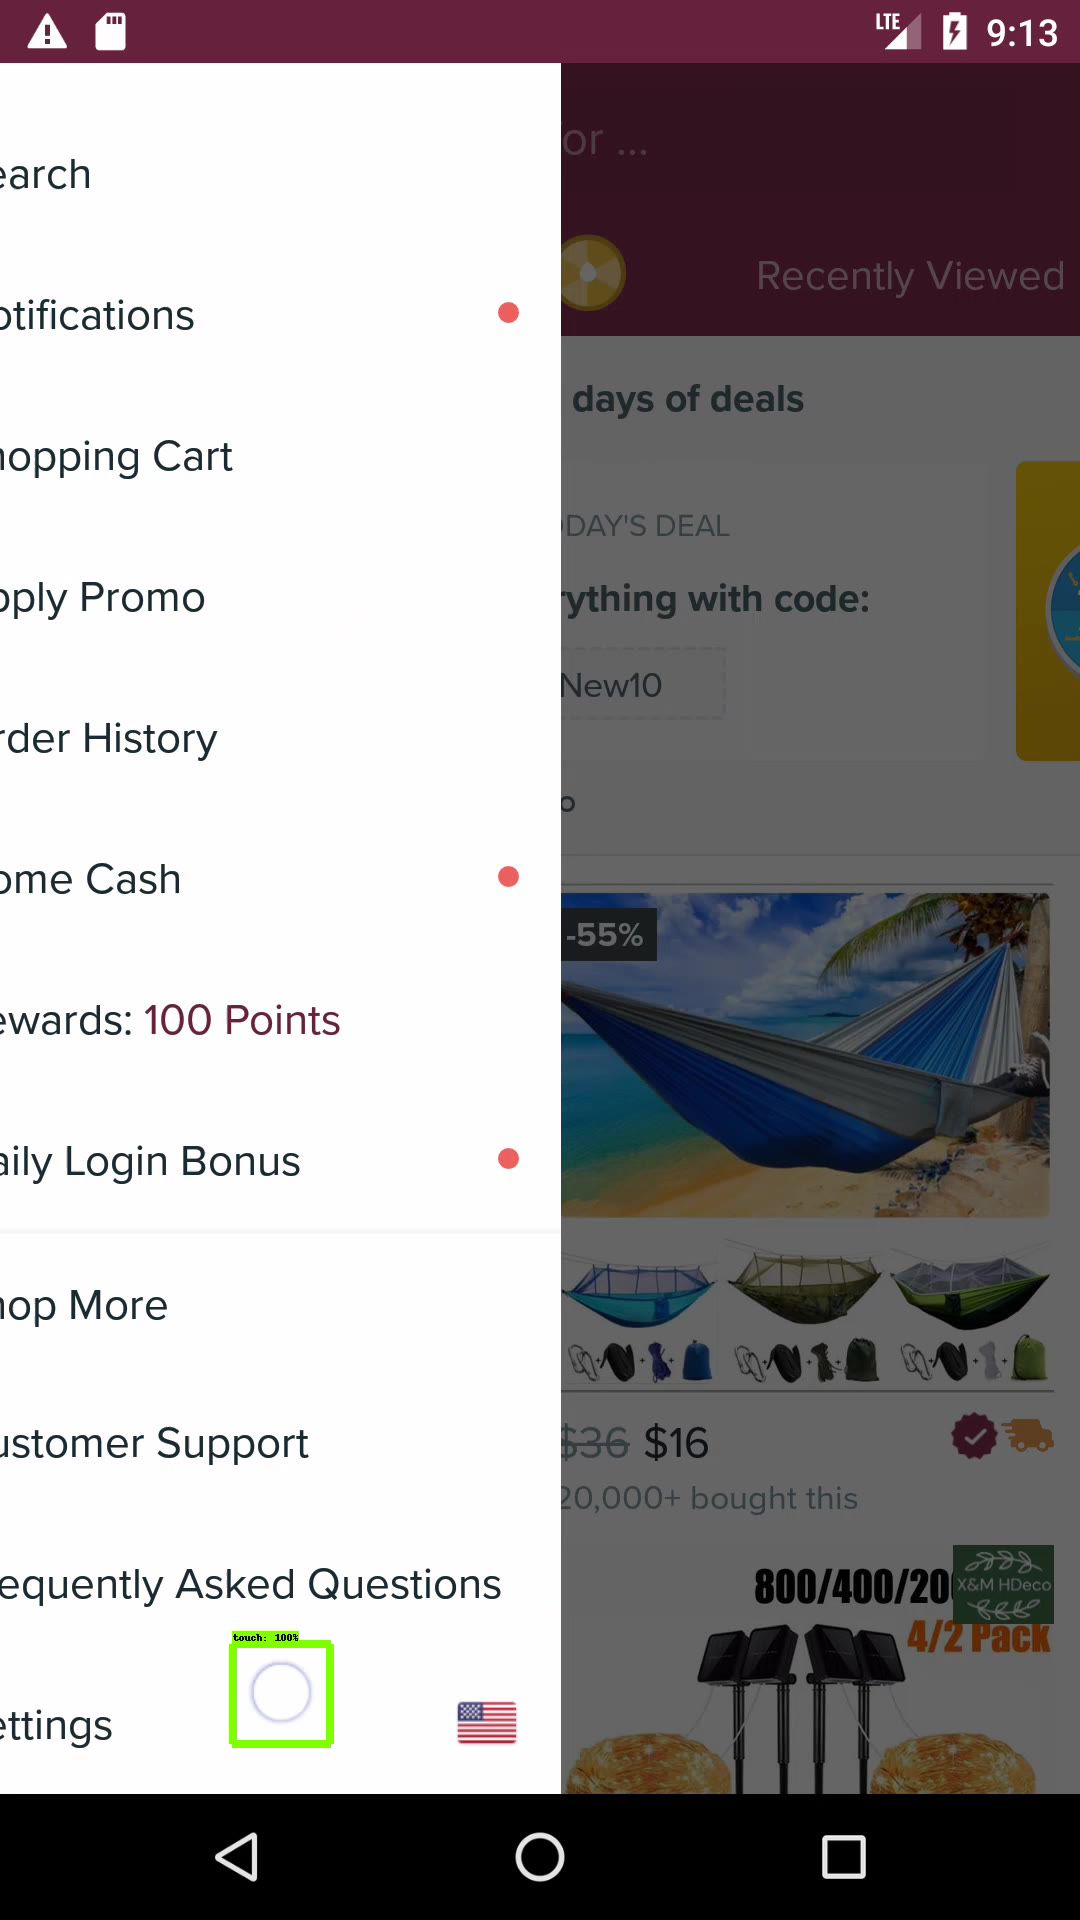 LTE 9:13
earch
or ...
otifications
Recently Viewed
days of deals
hopping Cart
DAY'S DEAL
pply Promo
rything with code:
New10
rder History
o
ome Cash
-55%
ewards: 100 Points
aily Login Bonus
hop More
ustomer Support
$36 $16
20,000+ bought this
equently Asked Questions
800/400/20
X&M HDeco
4/2 Pack
touch: 100%
ettings